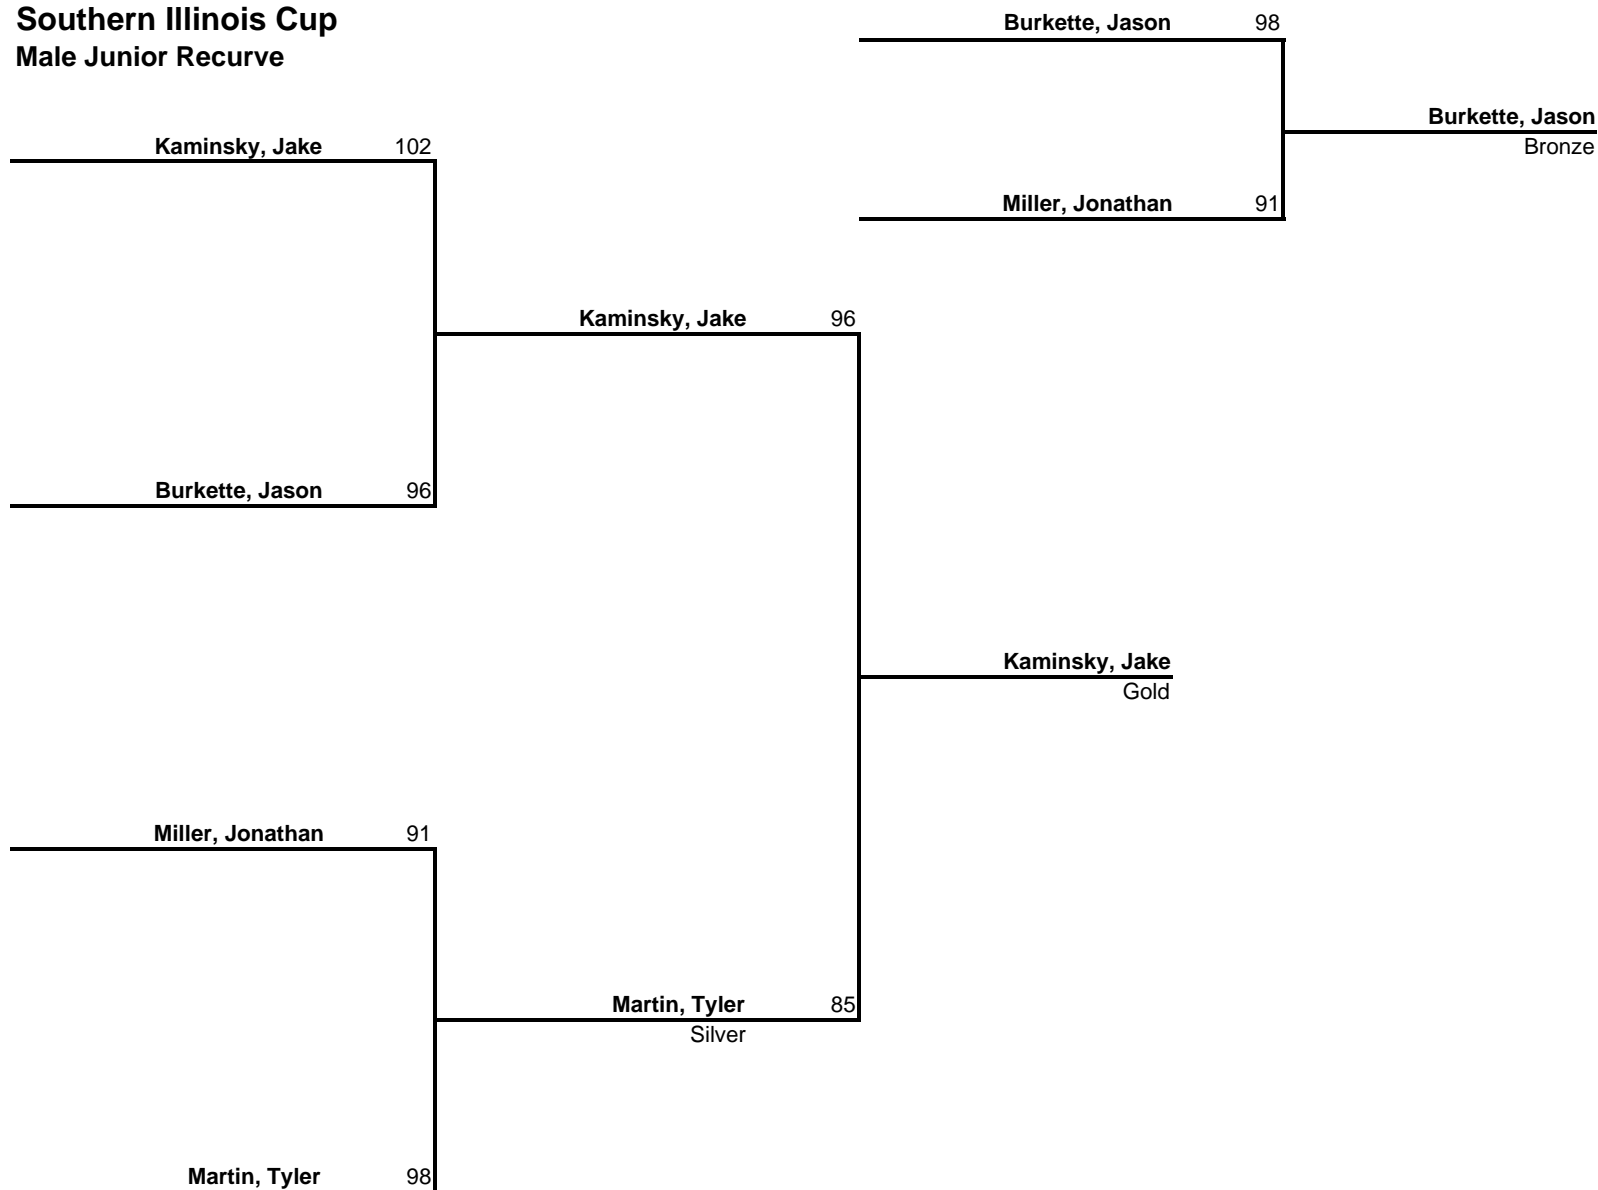 Southern Illinois Cup
Male Junior Recurve
Burkette, Jason 98
Burkette, Jason
Bronze
Miller, Jonathan 91
Kaminsky, Jake 102
Kaminsky, Jake 96
Burkette, Jason 96
Kaminsky, Jake
Gold
Miller, Jonathan 91
Martin, Tyler 85
Silver
Martin, Tyler 98